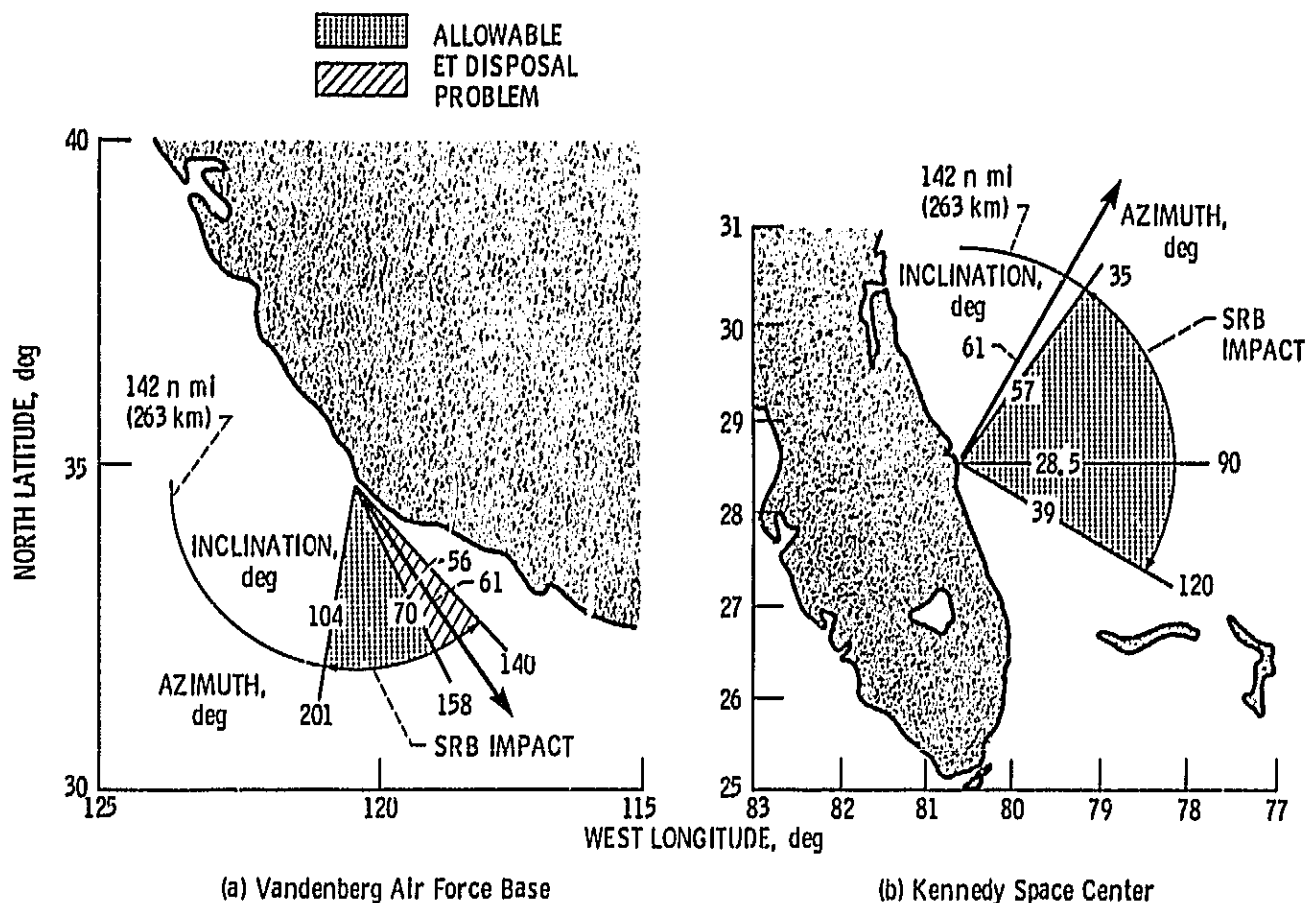 ALLOWABLE
ET DISPOSAL
PROBLEM
NORTH LATITUDE, deg
40
35
30
125
120
115
142 n mi
(263 km)
INCLINATION,
deg
104
70
56
61
AZIMUTH,
deg
201
158
140
SRB IMPACT
(a) Vandenberg Air Force Base
WEST LONGITUDE, deg
31
30
29
28
27
26
25
83
82
81
80
79
78
77
142 n mi
(263 km)
AZIMUTH,
deg
INCLINATION,
deg
35
SRB
IMPACT
61
57
28.5
90
39
120
(b) Kennedy Space Center